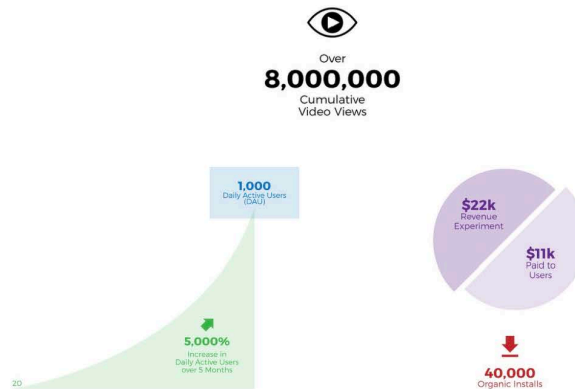 Over
8,000,000
Cumulative
Video Views
1,000
Daily Active Users
(DAU)
$22k
Revenue
Experiment
$11k
Paid to
Users
5,000%
Increase in
Daily Active Users
over 5 Months
20
40,000
Organic Installs